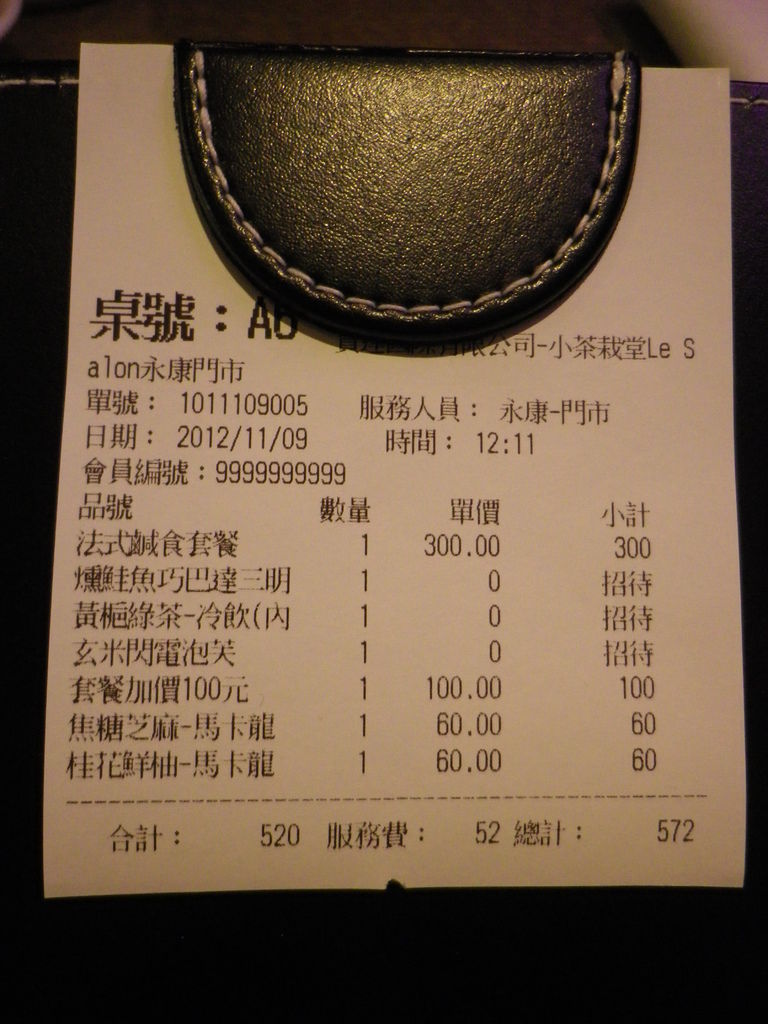 桌號：A6
有限公司-小茶栽堂Le S
alon永康門市
單號： 1011109005 服務人員： 永康-門市
日期： 2012/11/09 時間： 12:11
會員編號：9999999999
品號 數量 單價 小計
法式鹹食套餐 1 300.00 300
燻鮭魚巧巴達三明 1 0 招待
黃梔綠茶-冷飲(內 1 0 招待
玄米閃電泡芙 1 0 招待
套餐加價100元 1 100.00 100
焦糖芝麻-馬卡龍 1 60.00 60
桂花鮮柚-馬卡龍 1 60.00 60
合計： 520 服務費： 52 總計： 572